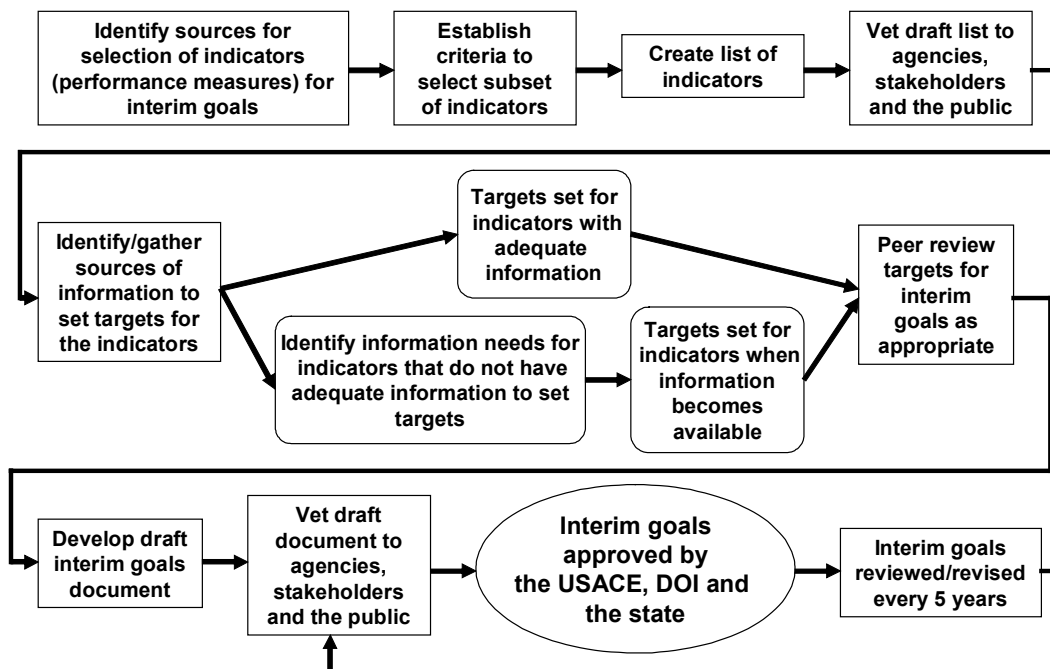 Identify sources for
selection of indicators
(performance measures) for
interim goals
Establish
criteria to
select subset
of indicators
Create list of
indicators
Vet draft list to
agencies,
stakeholders
and the public
Identify/gather
sources of
information to
set targets for
the indicators
Targets set for
indicators with
adequate
information
Identify information needs for
indicators that do not have
adequate information to set
targets
Targets set for
indicators when
information
becomes
available
Peer review
targets for
interim
goals as
appropriate
Develop draft
interim goals
document
Vet draft
document to
agencies,
stakeholders
and the public
Interim goals
approved by
the USACE, DOI and
the state
Interim goals
reviewed/revised
every 5 years